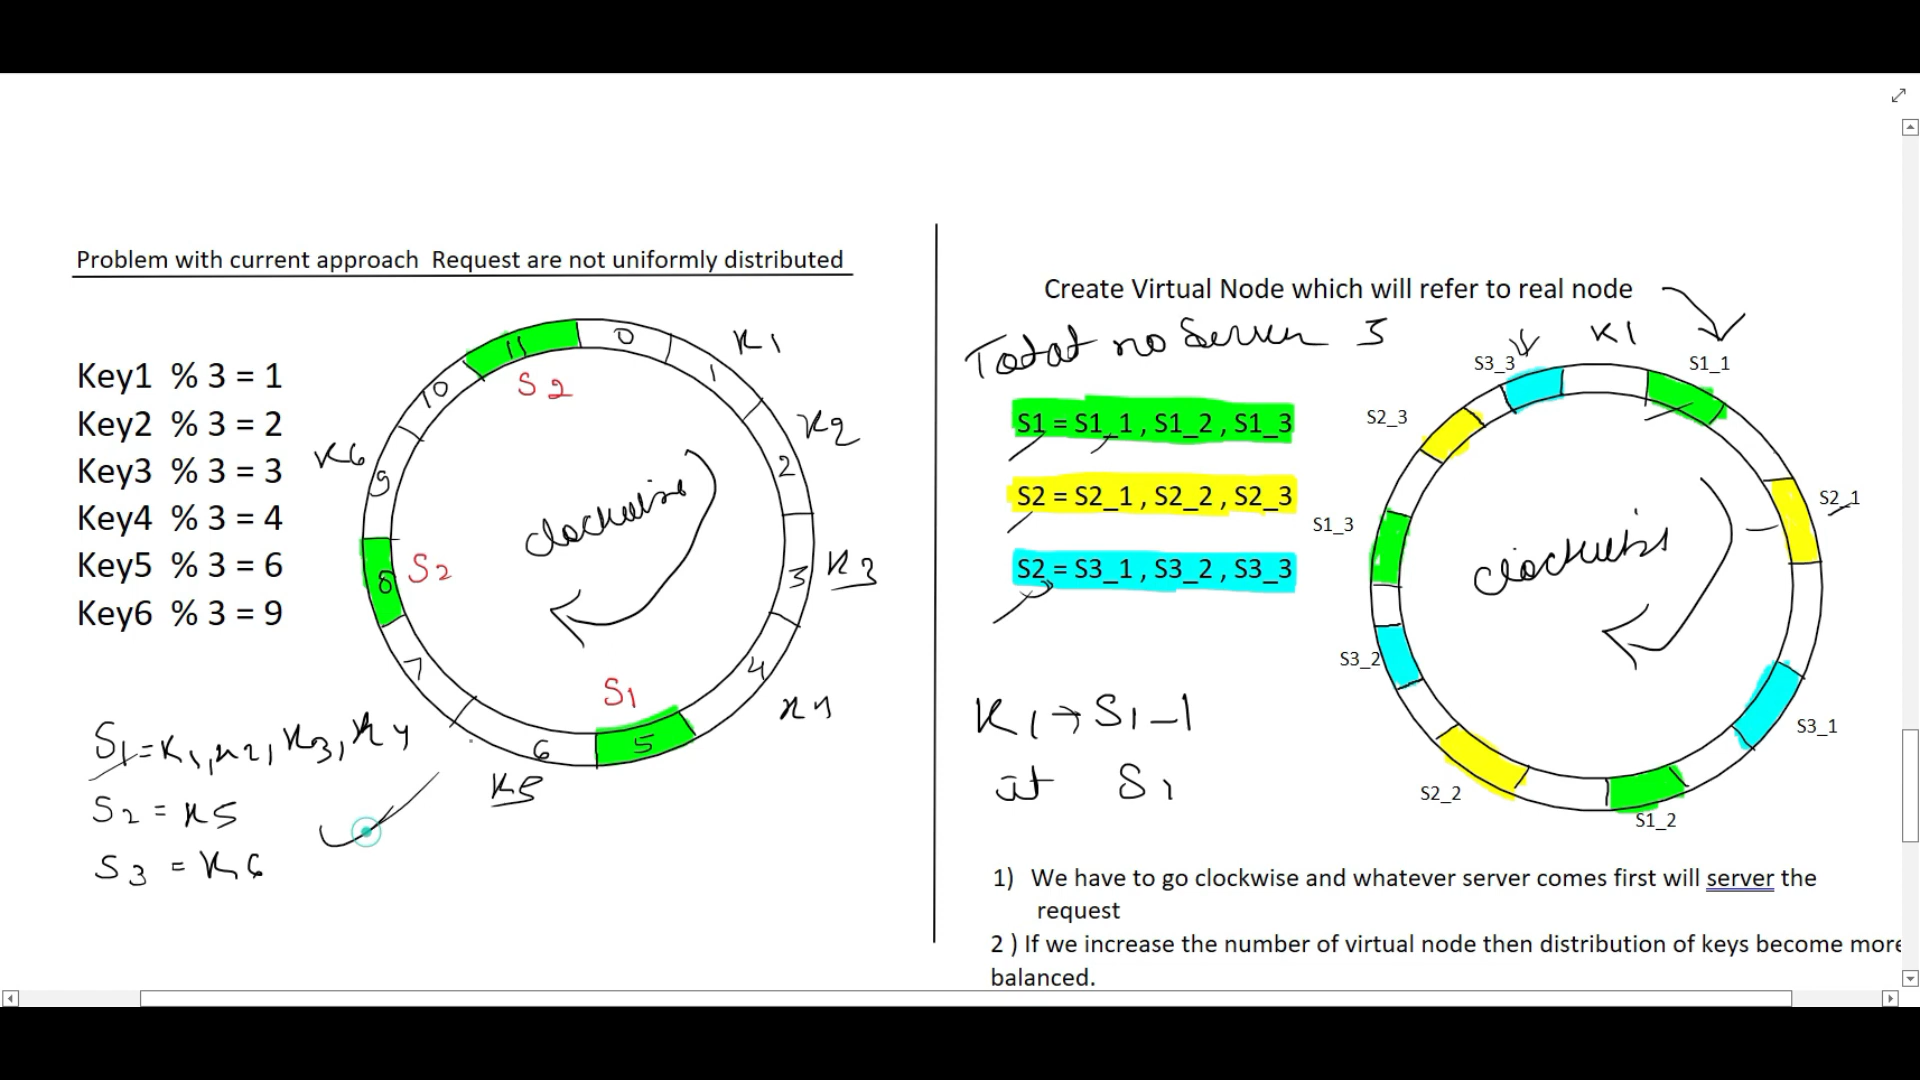 Problem with current approach Request are not uniformly distributed
Key1 % 3 = 1
Key2 % 3 = 2
Key3 % 3 = 3
Key4 % 3 = 4
Key5 % 3 = 6
Key6 % 3 = 9
0
1
2
3
4
5
6
7
8
9
10
11
K1
K2
K3
K4
K5
K6
S2
S2
S1
clockwise
S1 = K1, K2, K3, K4
S2 = K5
S3 = K6
Create Virtual Node which will refer to real node
Total no Server 3
S1 = S1_1 , S1_2 , S1_3
S2 = S2_1 , S2_2 , S2_3
S2 = S3_1 , S3_2 , S3_3
K1 → S1-1
it S1
K1
S1_1
S2_1
S3_1
S1_2
S2_2
S3_2
S1_3
S2_3
S3_3
clockwis
1) We have to go clockwise and whatever server comes first will server the
request
2 ) If we increase the number of virtual node then distribution of keys become more
balanced.